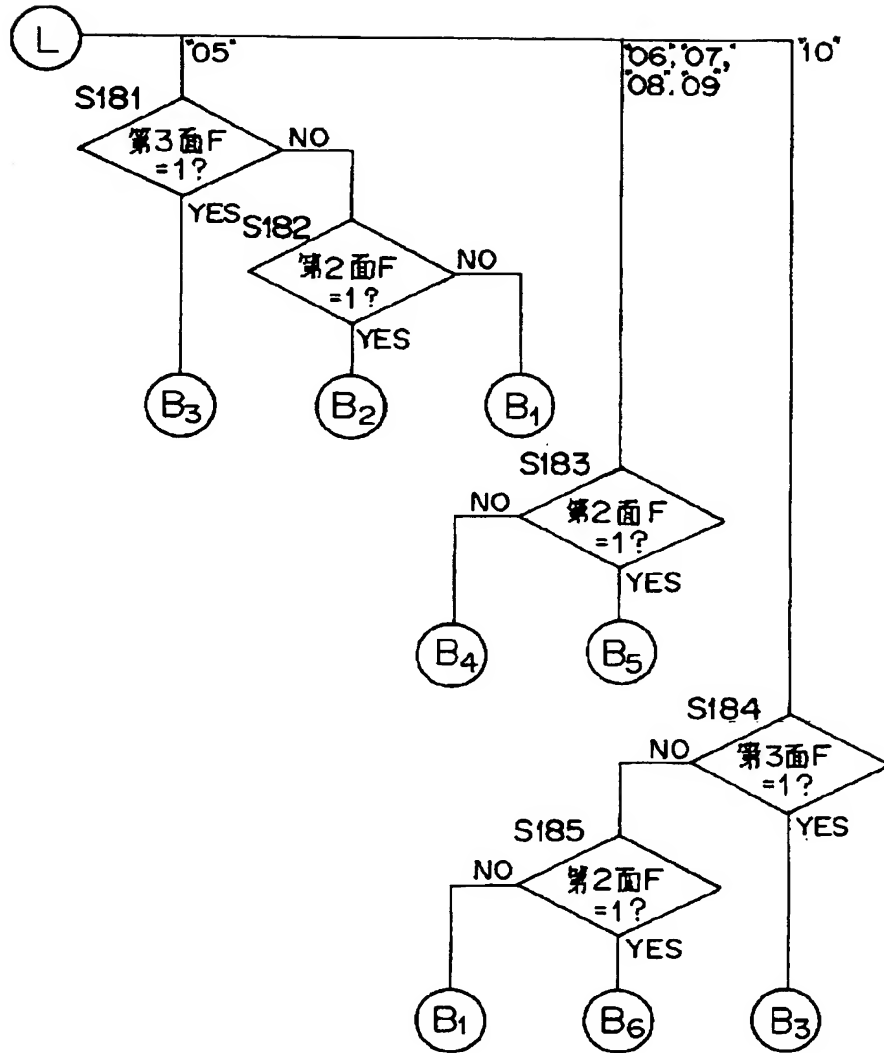 L
"05"
"06","07",
"08","09"
"10"
S181
第3面F
=1?
NO
YES
S182
第2面F
=1?
NO
YES
B3
B2
B1
S183
NO
第2面F
=1?
YES
B4
B5
S184
NO
第3面F
=1?
YES
S185
NO
第2面F
=1?
YES
B1
B6
B3